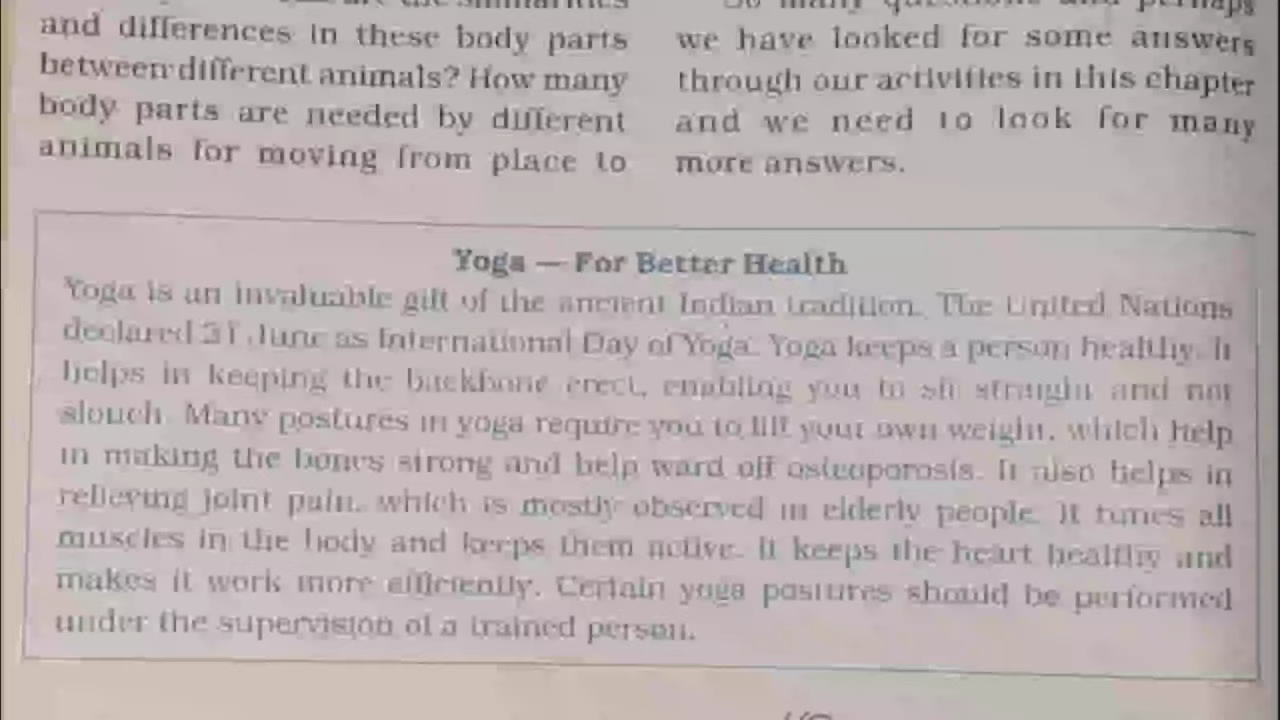 and differences in these body parts
between different animals? How many
body parts are needed by different
animals for moving from place to
So many questions and perhaps
we have looked for some answers
through our activities in this chapter
and we need to look for many
more answers.
Yoga — For Better Health
Yoga is an invaluable gift of the ancient Indian tradition. The United Nations
declared 21 June as International Day of Yoga. Yoga keeps a person healthy. It
helps in keeping the backbone erect, enabling you to sit straight and not
slouch. Many postures in yoga require you to lift your own weight, which help
in making the bones strong and help ward off osteoporosis. It also helps in
relieving joint pain, which is mostly observed in elderly people. It tunes all
muscles in the body and keeps them active. It keeps the heart healthy and
makes it work more efficiently. Certain yoga postures should be performed
under the supervision of a trained person.